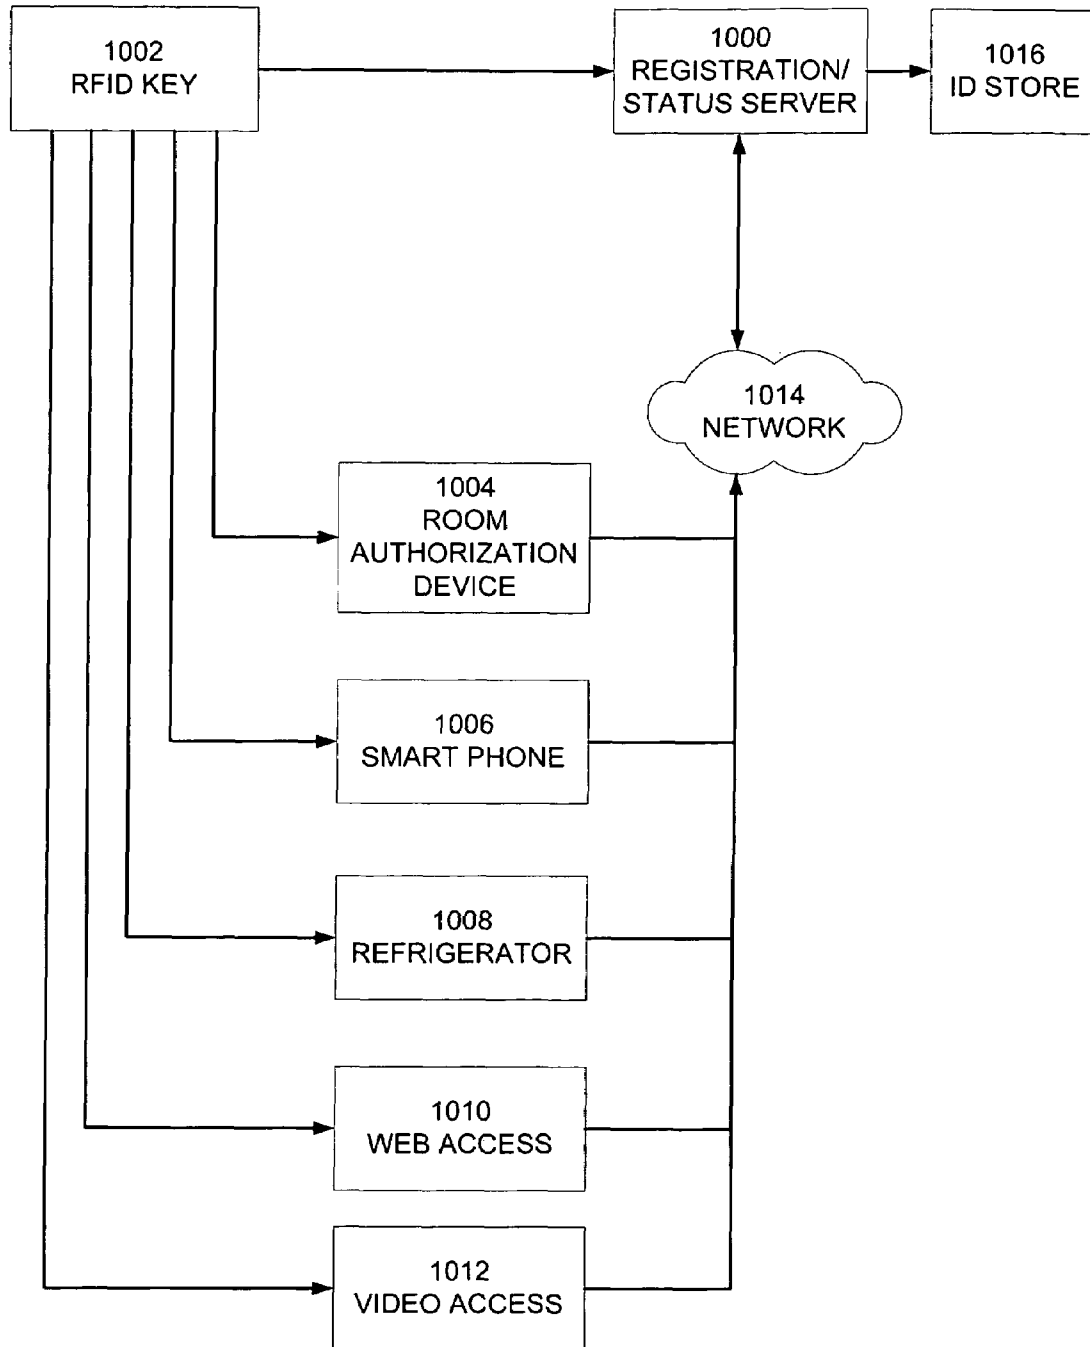 1002
RFID KEY
1000
REGISTRATION/
STATUS SERVER
1016
ID STORE
1014
NETWORK
1004
ROOM
AUTHORIZATION
DEVICE
1006
SMART PHONE
1008
REFRIGERATOR
1010
WEB ACCESS
1012
VIDEO ACCESS